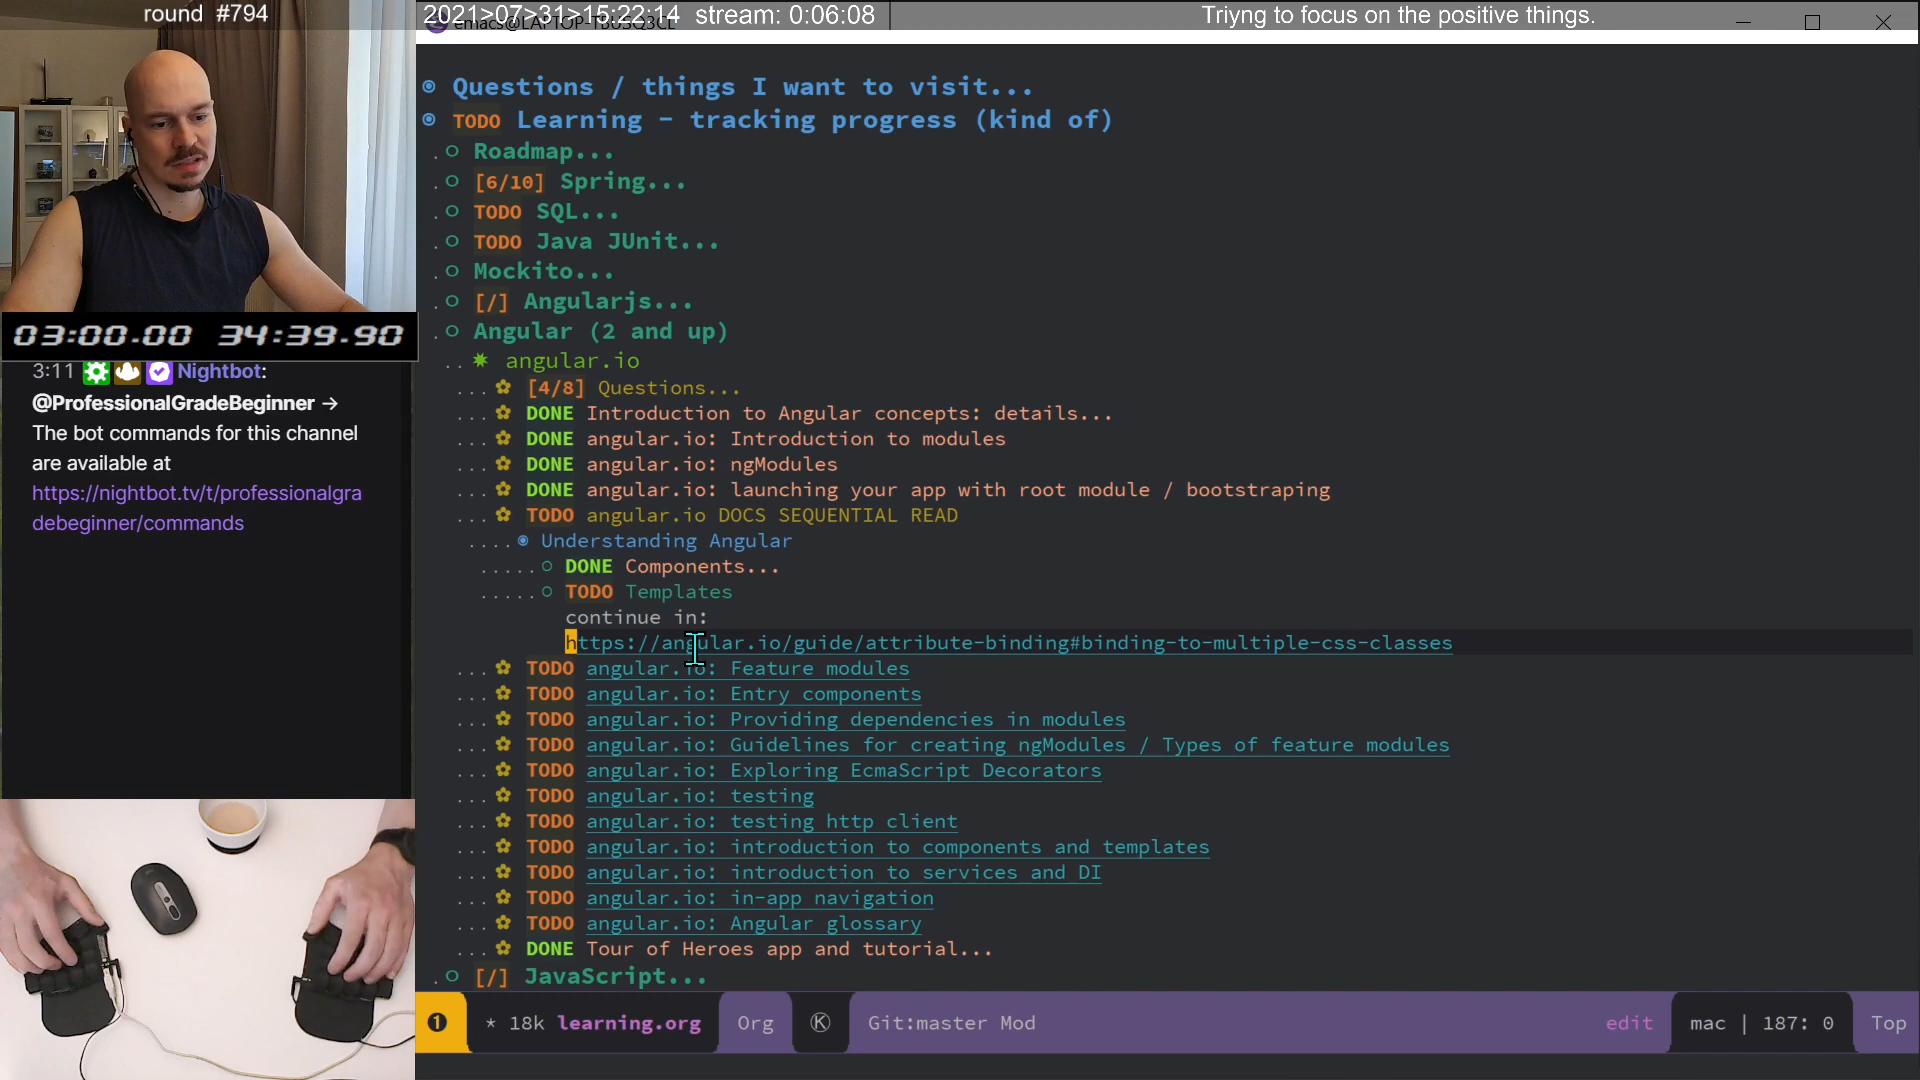 round #794
2021>07>31>15:22:14 stream: 0:06:08
Triyng to focus on the positive things.
Questions / things I want to visit...
TODO Learning - tracking progress (kind of)
Roadmap...
[6/10] Spring...
TODO SQL...
TODO Java JUnit...
Mockito...
[/] Angularjs...
Angular (2 and up)
angular.io
[4/8] Questions...
DONE Introduction to Angular concepts: details...
DONE angular.io: Introduction to modules
DONE angular.io: ngModules
DONE angular.io: launching your app with root module / bootstraping
TODO angular.io DOCS SEQUENTIAL READ
Understanding Angular
DONE Components...
TODO Templates
continue in:
https://angular.io/guide/attribute-binding#binding-to-multiple-css-classes
TODO angular.io: Feature modules
TODO angular.io: Entry components
TODO angular.io: Providing dependencies in modules
TODO angular.io: Guidelines for creating ngModules / Types of feature modules
TODO angular.io: Exploring EcmaScript Decorators
TODO angular.io: testing
TODO angular.io: testing http client
TODO angular.io: introduction to components and templates
TODO angular.io: introduction to services and DI
TODO angular.io: in-app navigation
TODO angular.io: Angular glossary
DONE Tour of Heroes app and tutorial...
[/] JavaScript...
1 * 18k learning.org Org K Git:master Mod edit mac | 187: 0 Top
03:00.00 34:39.90
3:11 Nightbot:
@ProfessionalGradeBeginner →
The bot commands for this channel
are available at
https://nightbot.tv/t/professionalgra
debeginner/commands